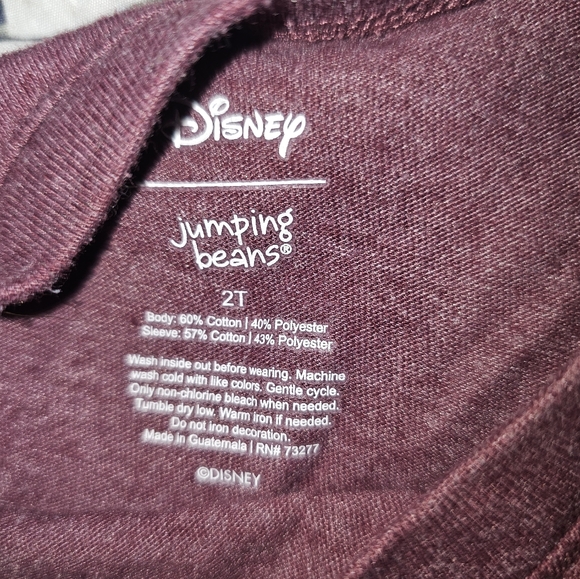 Disney
jumping
beans®
2T
Body: 60% Cotton | 40% Polyester
Sleeve: 57% Cotton | 43% Polyester
Wash inside out before wearing. Machine
wash cold with like colors. Gentle cycle.
Only non-chlorine bleach when needed.
Tumble dry low. Warm iron if needed.
Do not iron decoration.
Made in Guatemala | RN# 73277
©DISNEY